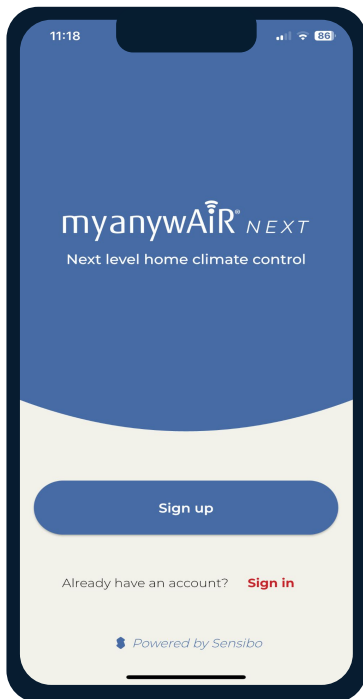 11:18
86
myanywAiR® NEXT
Next level home climate control
Sign up
Already have an account? Sign in
Powered by Sensibo